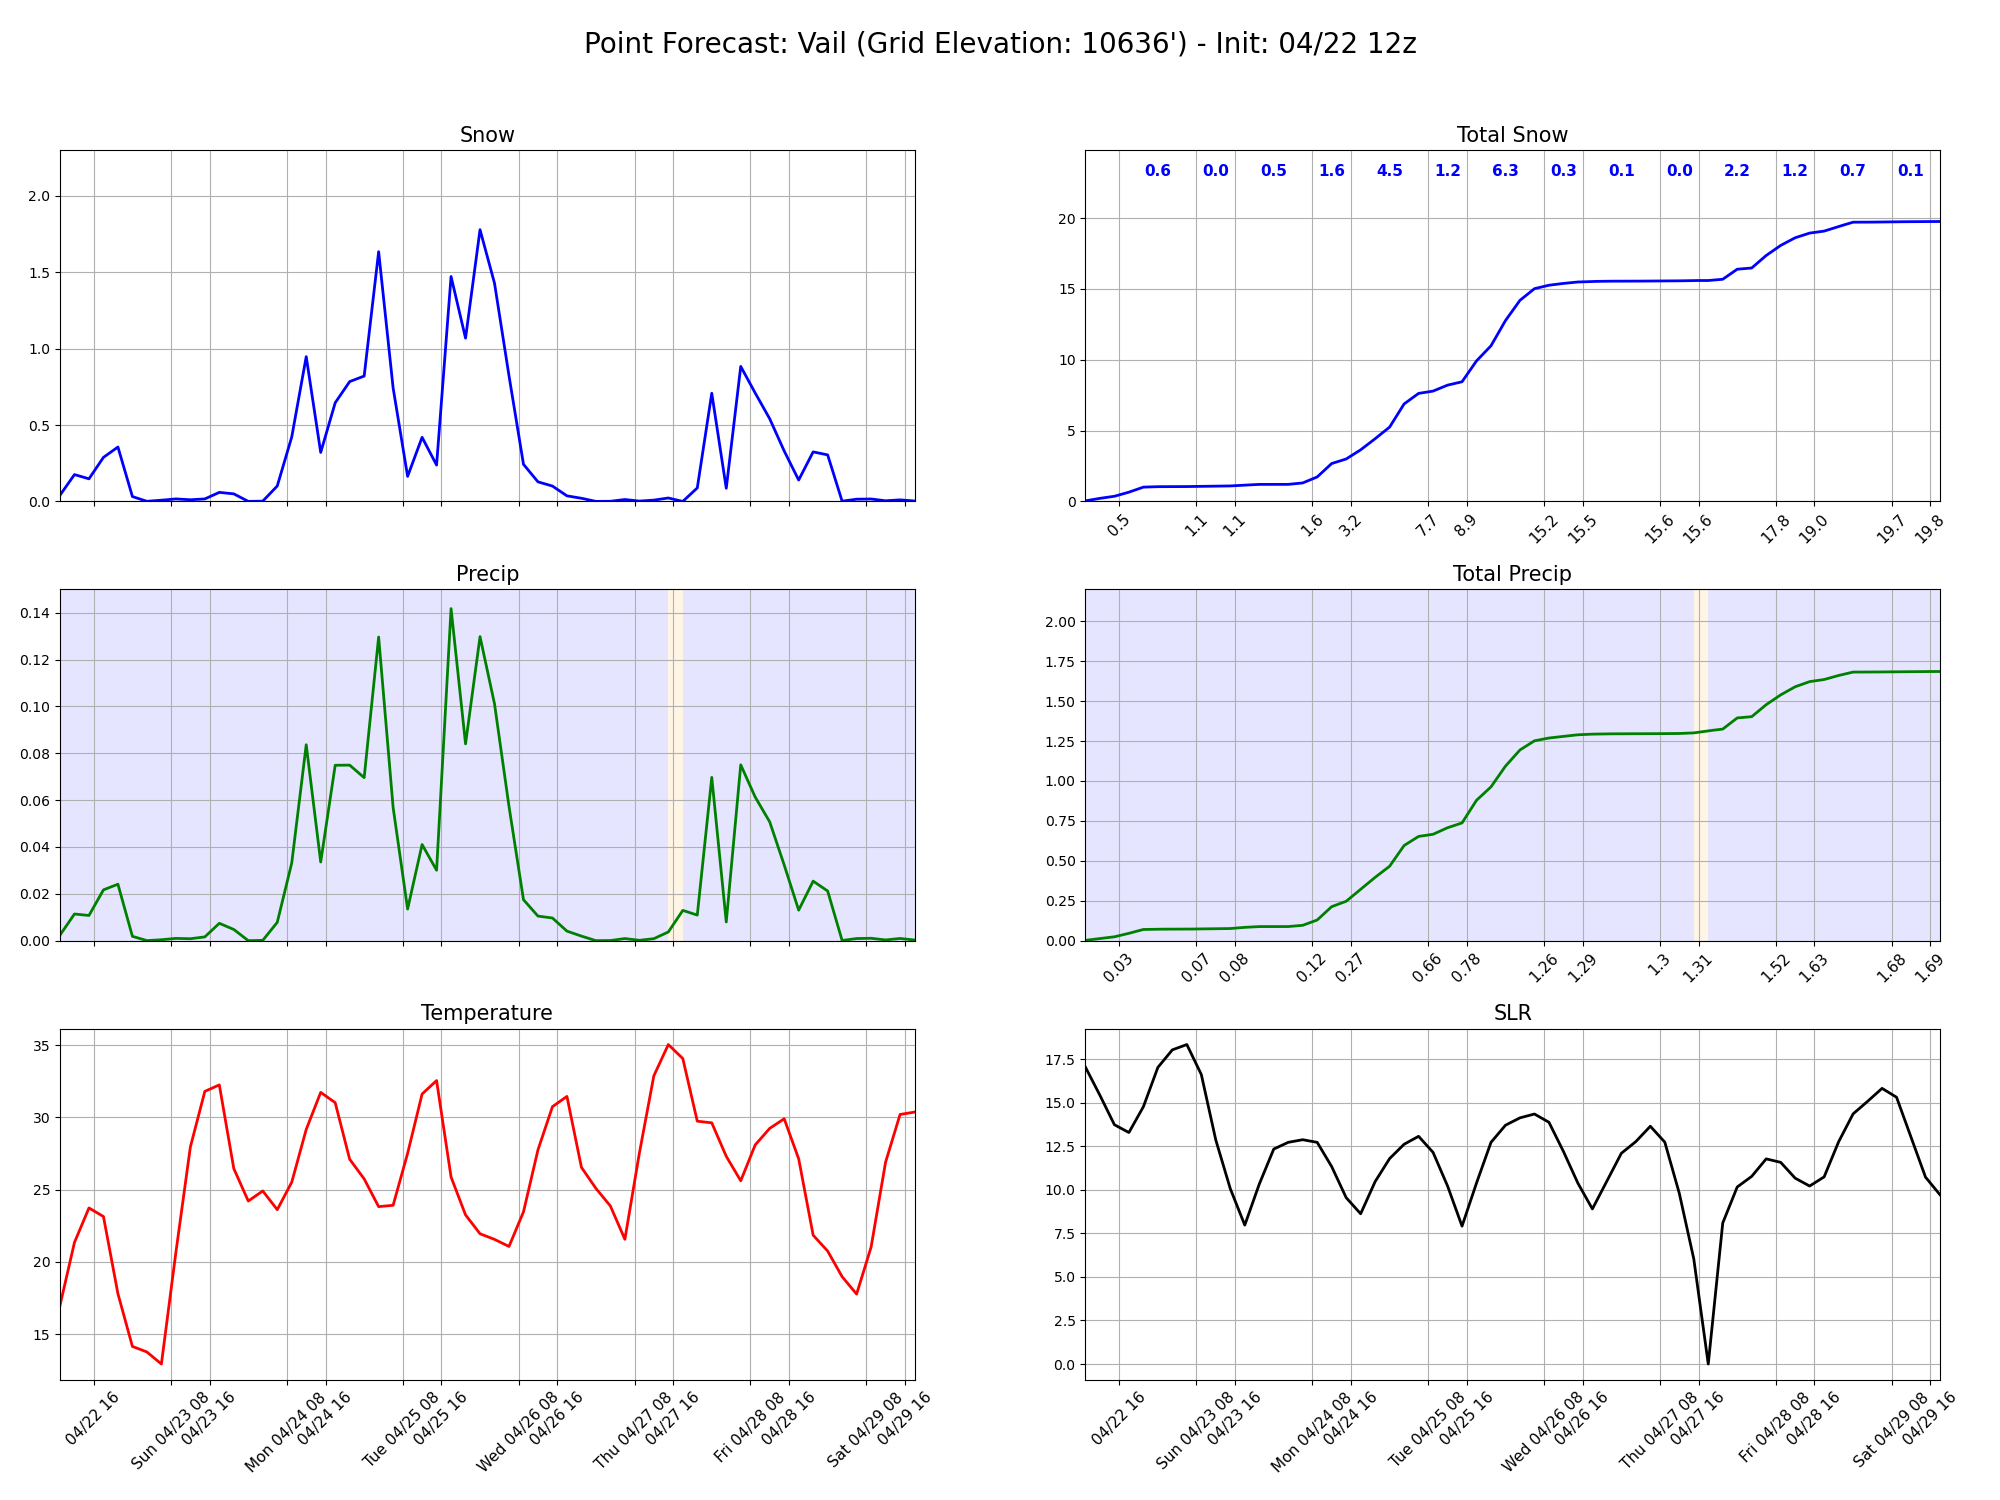 Point Forecast: Vail (Grid Elevation: 10636') - Init: 04/22 12z
Snow
2.0
1.5
1.0
0.5
0.0
Total Snow
0.6 0.0 0.5 1.6 4.5 1.2 6.3 0.3 0.1 0.0 2.2 1.2 0.7 0.1
20
15
10
5
0
0.5 1.1 1.1 1.6 3.2 7.7 8.9 15.2 15.5 15.6 15.6 17.8 19.0 19.7 19.8
Precip
0.14
0.12
0.10
0.08
0.06
0.04
0.02
0.00
Total Precip
2.00
1.75
1.50
1.25
1.00
0.75
0.50
0.25
0.00
0.03 0.07 0.08 0.12 0.27 0.66 0.78 1.26 1.29 1.3 1.31 1.52 1.63 1.68 1.69
Temperature
35
30
25
20
15
04/22 16
Sun 04/23 08
04/23 16
Mon 04/24 08
04/24 16
Tue 04/25 08
04/25 16
Wed 04/26 08
04/26 16
Thu 04/27 08
04/27 16
Fri 04/28 08
04/28 16
Sat 04/29 08
04/29 16
SLR
17.5
15.0
12.5
10.0
7.5
5.0
2.5
0.0
04/22 16
Sun 04/23 08
04/23 16
Mon 04/24 08
04/24 16
Tue 04/25 08
04/25 16
Wed 04/26 08
04/26 16
Thu 04/27 08
04/27 16
Fri 04/28 08
04/28 16
Sat 04/29 08
04/29 16